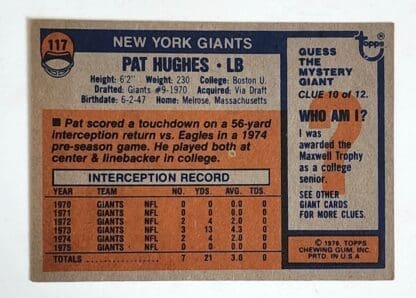 117
NEW YORK GIANTS
PAT HUGHES • LB
Height: 6'2" Weight: 230 College: Boston U.
Drafted: Giants #9-1970 Acquired: Via Draft
Birthdate: 6-2-47 Home: Melrose, Massachusetts
■ Pat scored a touchdown on a 56-yard
interception return vs. Eagles in a 1974
pre-season game. He played both at
center & linebacker in college.
INTERCEPTION RECORD
YEAR TEAM NO. YDS. AVG. TDS.
1970 GIANTS NFL 0 0 0.0 0
1971 GIANTS NFL 0 0 0.0 0
1972 GIANTS NFL 2 4 2.0 0
1973 GIANTS NFL 3 13 4.3 0
1974 GIANTS NFL 2 4 2.0 0
1975 GIANTS NFL 0 0 0.0 0
TOTALS 7 21 3.0 0
topps
GUESS
THE
MYSTERY
GIANT
CLUE 10 of 12.
WHO AM I?
I was
awarded the
Maxwell Trophy
as a college
senior.
SEE OTHER
GIANT CARDS
FOR MORE CLUES.
© 1976, TOPPS
CHEWING GUM, INC.
PRTD. IN U.S.A.